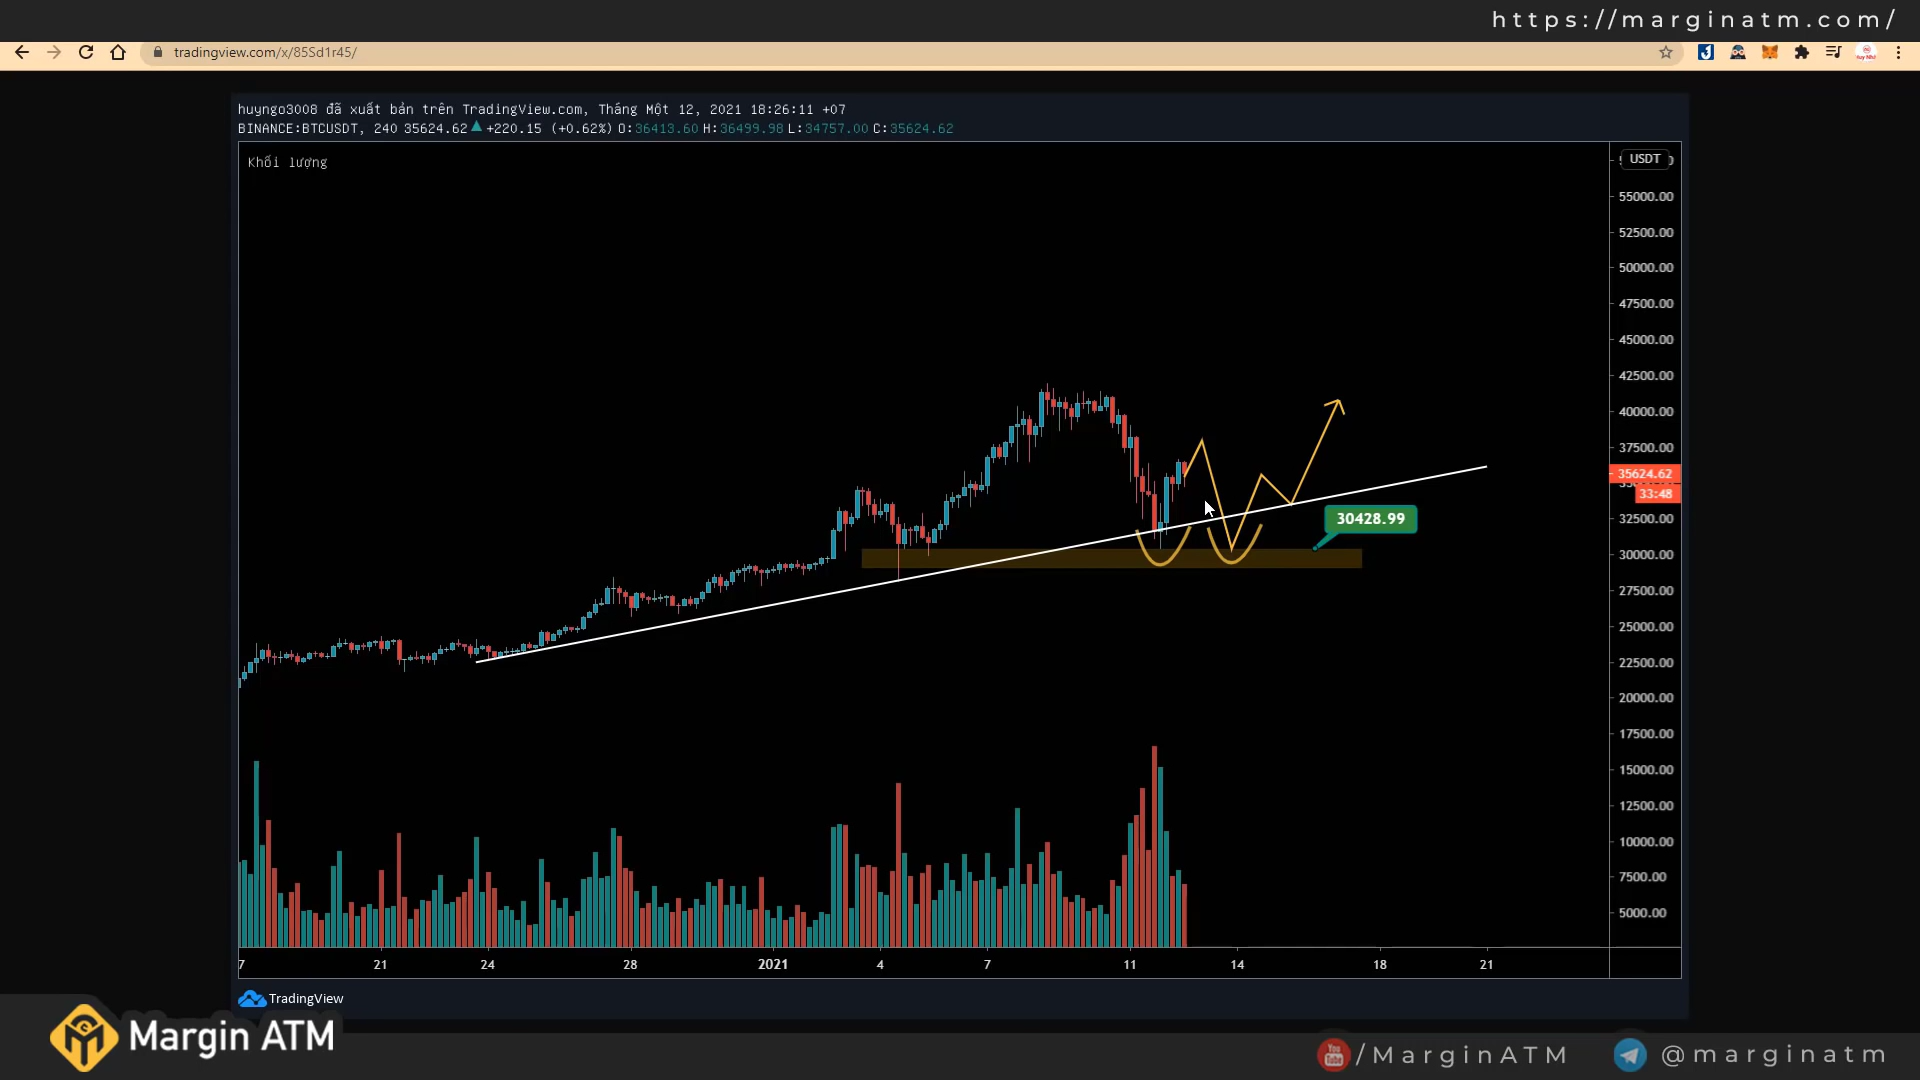 https://marginatm.com/
tradingview.com/x/85Sd1r45/
huyngo3008 đã xuất bản trên TradingView.com, Tháng Một 12, 2021 18:26:11 +07
BINANCE:BTCUSDT, 240 35624.62 ▲ +220.15 (+0.62%) O:36413.60 H:36499.98 L:34757.00 C:35624.62
Khối lượng
USDT
55000.00
52500.00
50000.00
47500.00
45000.00
42500.00
40000.00
37500.00
35624.62
33:48
32500.00
30428.99
30000.00
27500.00
25000.00
22500.00
20000.00
17500.00
15000.00
12500.00
10000.00
7500.00
5000.00
7 21 24 28 2021 4 7 11 14 18 21
TradingView
Margin ATM
You Tube /MarginATM @marginatm